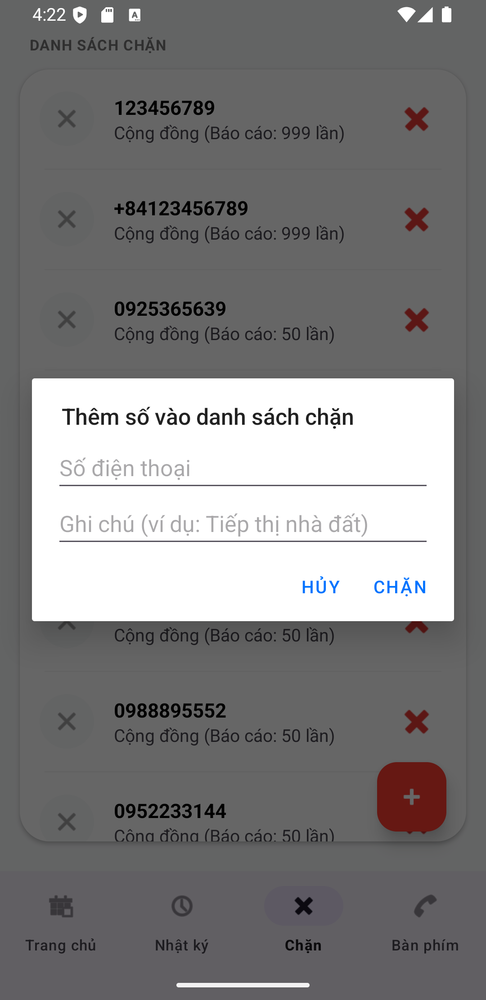 4:22
DANH SÁCH CHẶN
123456789
Cộng đồng (Báo cáo: 999 lần)
+84123456789
Cộng đồng (Báo cáo: 999 lần)
0925365639
Cộng đồng (Báo cáo: 50 lần)
Thêm số vào danh sách chặn
Số điện thoại
Ghi chú (ví dụ: Tiếp thị nhà đất)
HỦY CHẶN
Cộng đồng (Báo cáo: 50 lần)
0988895552
Cộng đồng (Báo cáo: 50 lần)
0952233144
Cộng đồng (Báo cáo: 50 lần)
Trang chủ Nhật ký Chặn Bàn phím